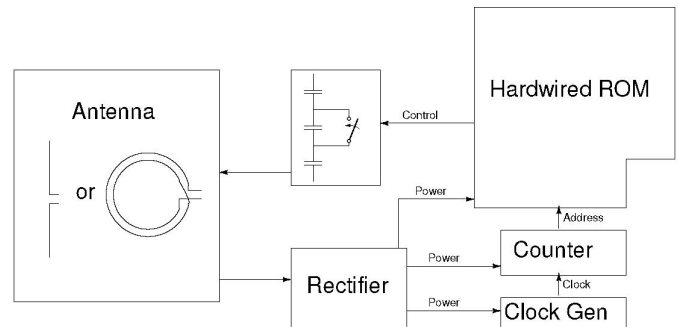 Hardwired ROM
Antenna
or
Control
Power
Address
Counter
Power
Rectifier
Clock
Power
Clock Gen